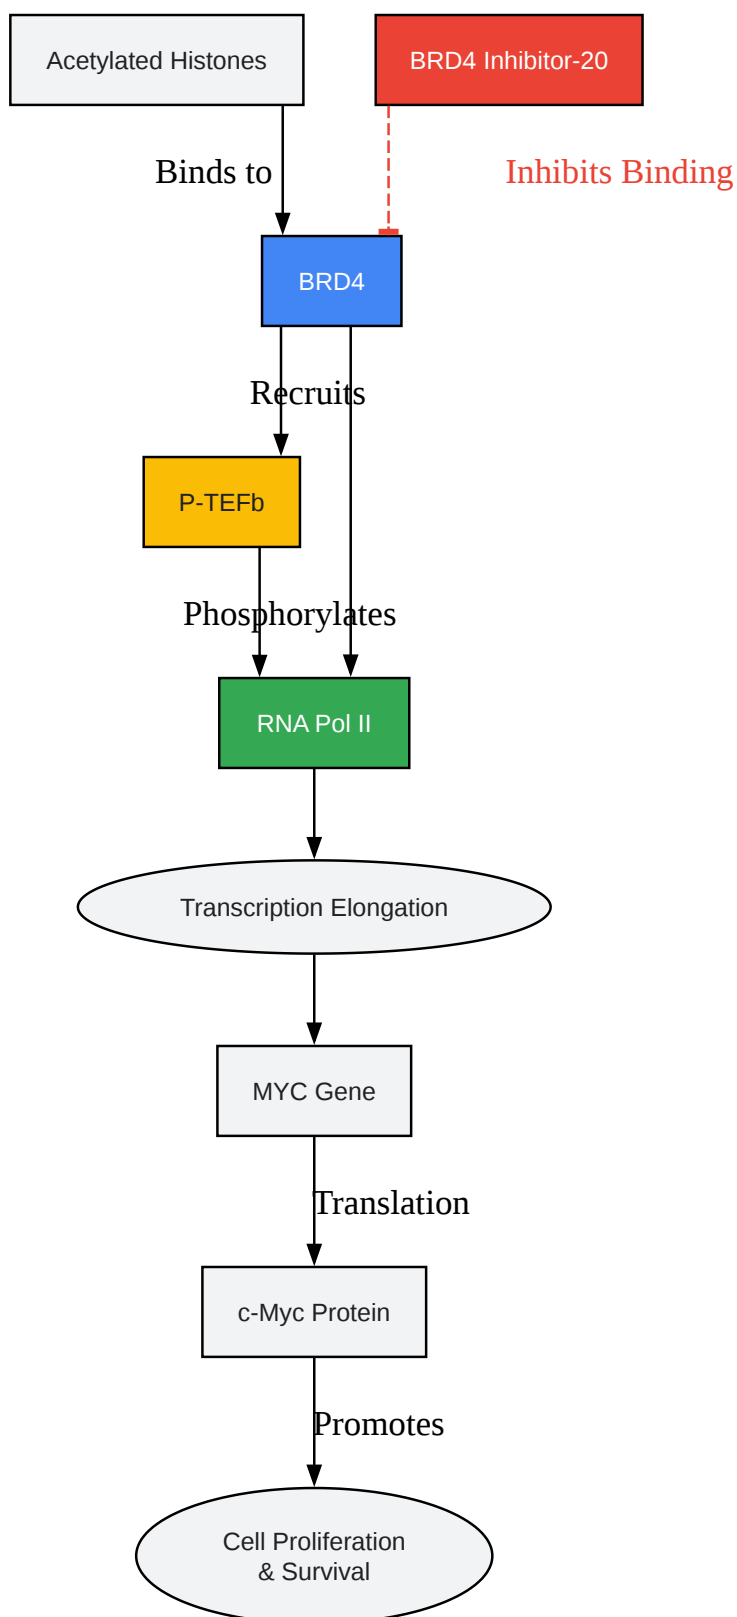 Acetylated Histones
BRD4 Inhibitor-20
Binds to
Inhibits Binding
BRD4
Recruits
P-TEFb
Phosphorylates
RNA Pol II
Transcription Elongation
MYC Gene
Translation
c-Myc Protein
Promotes
Cell Proliferation
& Survival